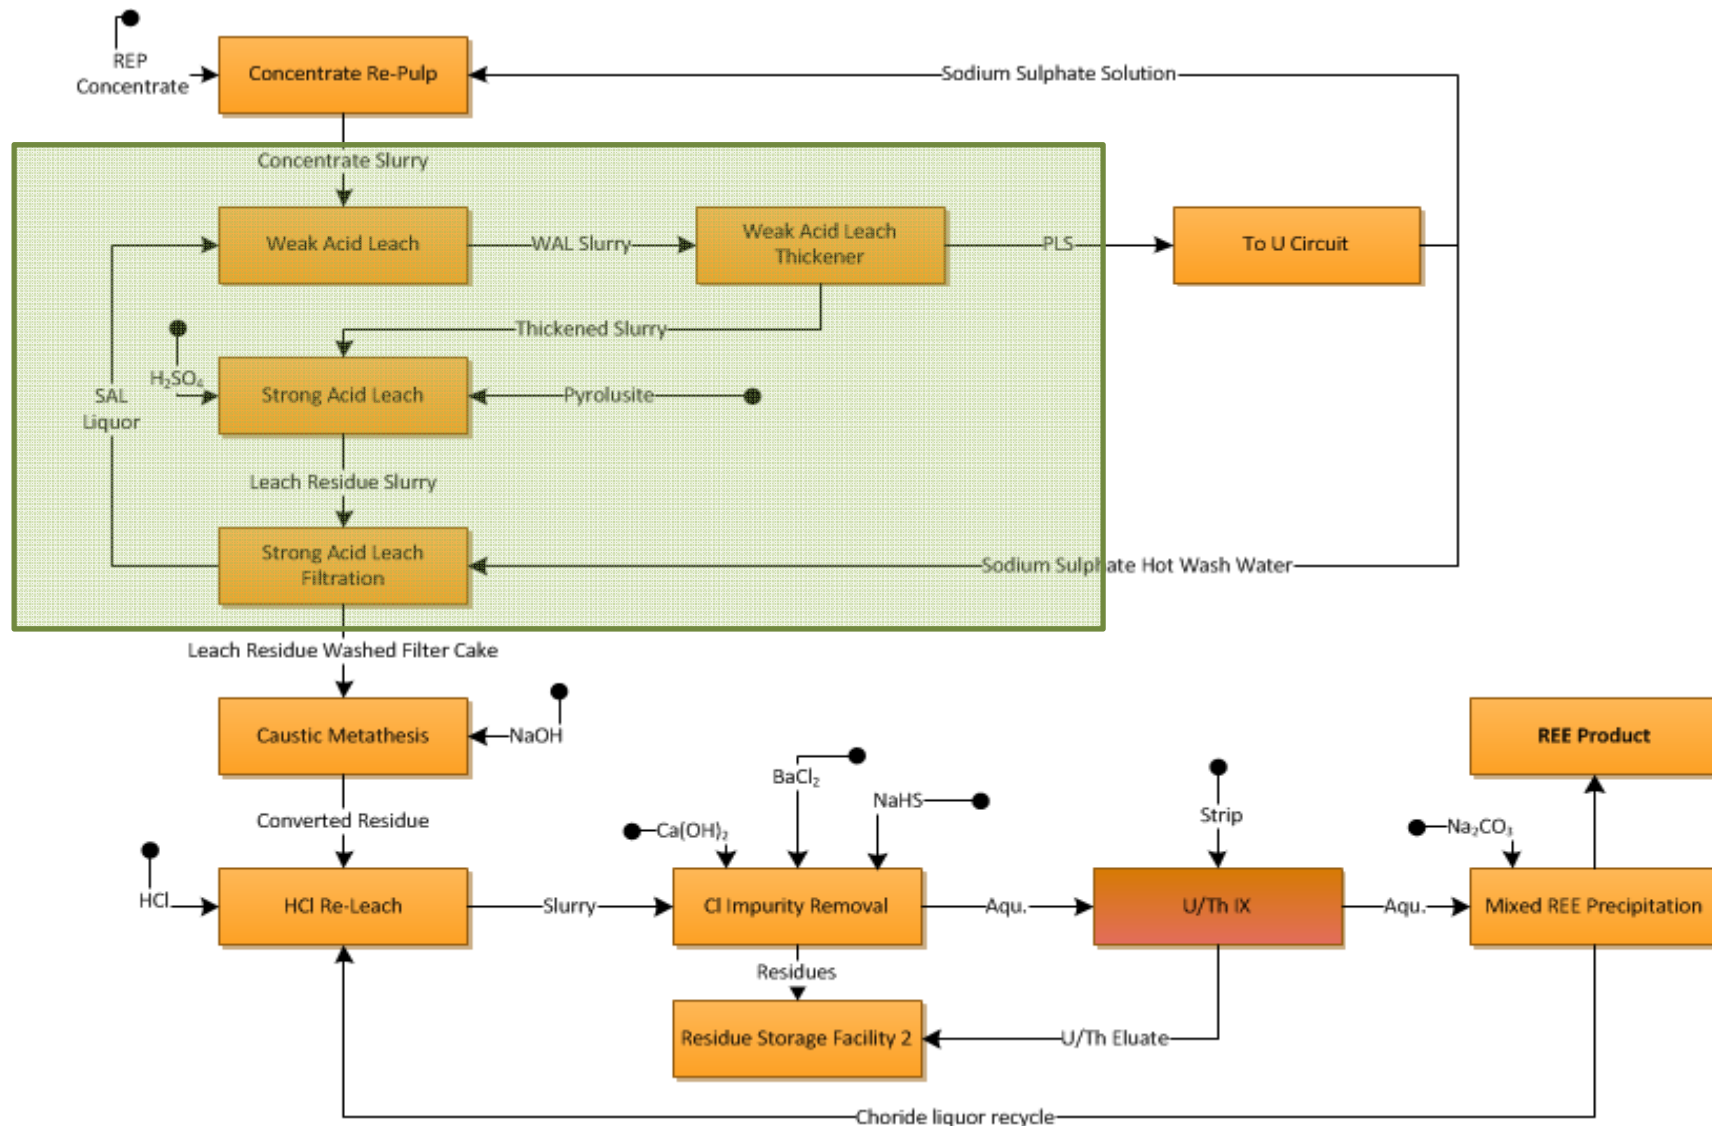 REP
Concentrate
Concentrate Re-Pulp
Sodium Sulphate Solution
Concentrate Slurry
Weak Acid Leach
WAL Slurry
Weak Acid Leach
Thickener
PLS
To U Circuit
Thickened Slurry
H₂SO₄
SAL
Liquor
Strong Acid Leach
Pyrolusite
Leach Residue Slurry
Strong Acid Leach
Filtration
Sodium Sulphate Hot Wash Water
Leach Residue Washed Filter Cake
Caustic Metathesis
NaOH
REE Product
BaCl₂
NaHS
Converted Residue
Ca(OH)₂
Strip
Na₂CO₃
HCl
HCl Re-Leach
Slurry
Cl Impurity Removal
Aqu.
U/Th IX
Aqu.
Mixed REE Precipitation
Residues
Residue Storage Facility 2
U/Th Eluate
Choride liquor recycle